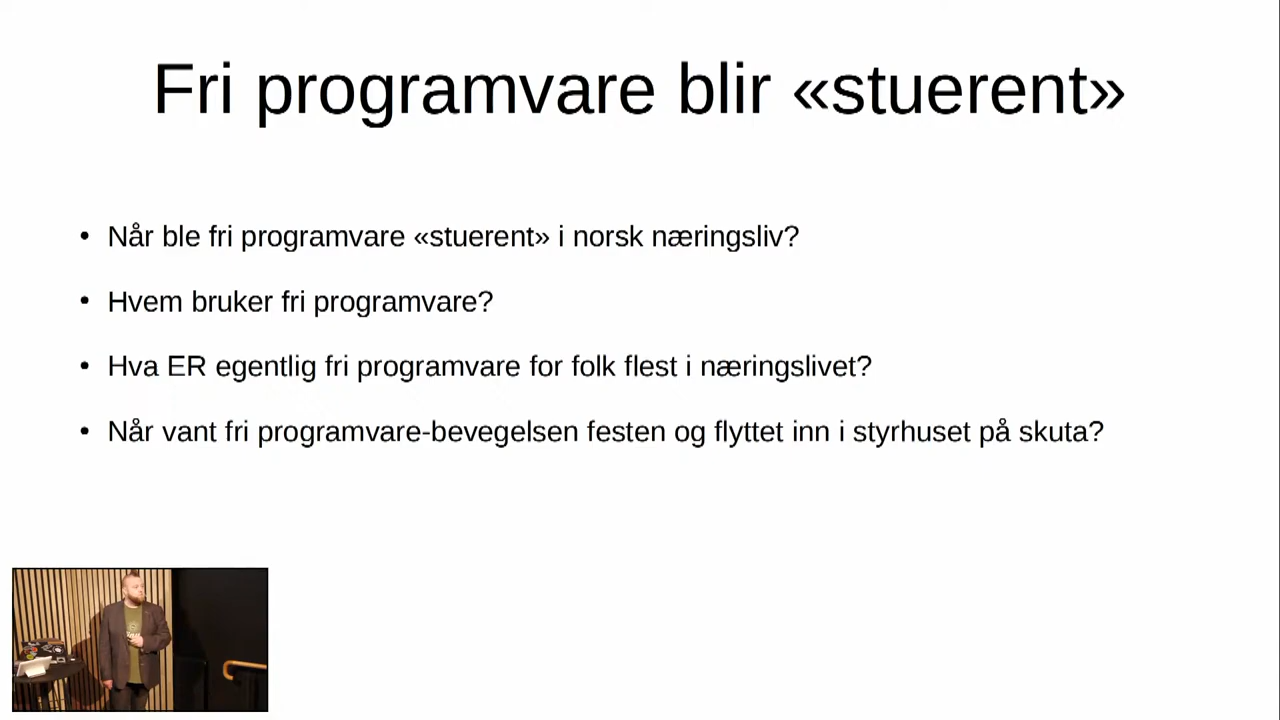 Fri programvare blir «stuerent»
• Når ble fri programvare «stuerent» i norsk næringsliv?
• Hvem bruker fri programvare?
• Hva ER egentlig fri programvare for folk flest i næringslivet?
• Når vant fri programvare-bevegelsen festen og flyttet inn i styrhuset på skuta?